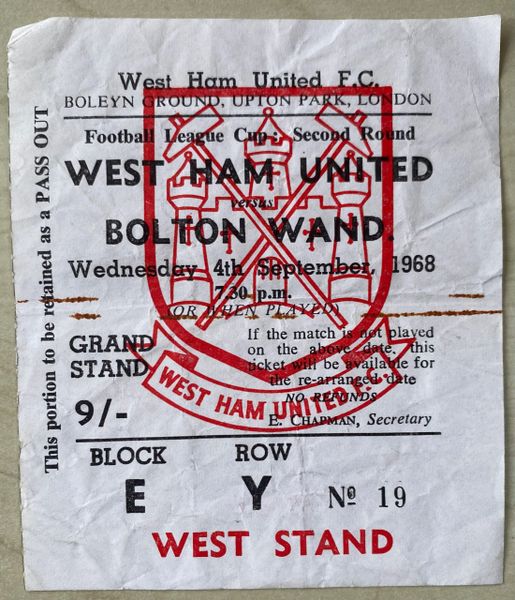 West Ham United F.C.
BOLEYN GROUND, UPTON PARK, LONDON
Football League Cup : Second Round
WEST HAM UNITED
versus
BOLTON WAND.
Wednesday 4th September, 1968
7.30 p.m.
(OR WHEN PLAYED)
GRAND
STAND
9/-
If the match is not played
on the above date, this
ticket will be available for
the re-arranged date
NO REFUNDS
E. CHAPMAN, Secretary
WEST HAM UNITED F.C.
BLOCK
E
ROW
Y
Nº 19
WEST STAND
This portion to be retained as a PASS OUT